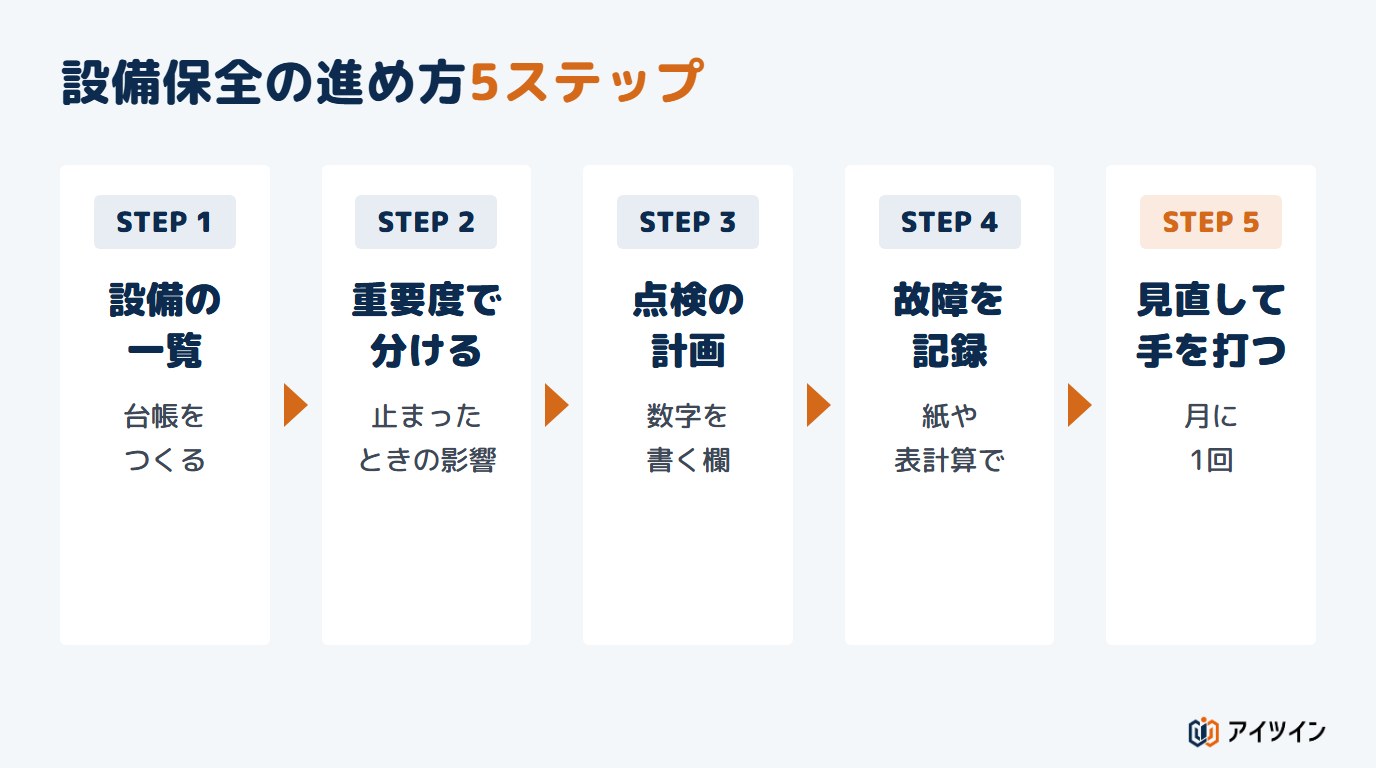 設備保全の進め方5ステップ
STEP 1
設備の
一覧
台帳を
つくる
STEP 2
重要度で
分ける
止まった
ときの影響
STEP 3
点検の
計画
数字を
書く欄
STEP 4
故障を
記録
紙や
表計算で
STEP 5
見直して
手を打つ
月に
1回
アイツイン